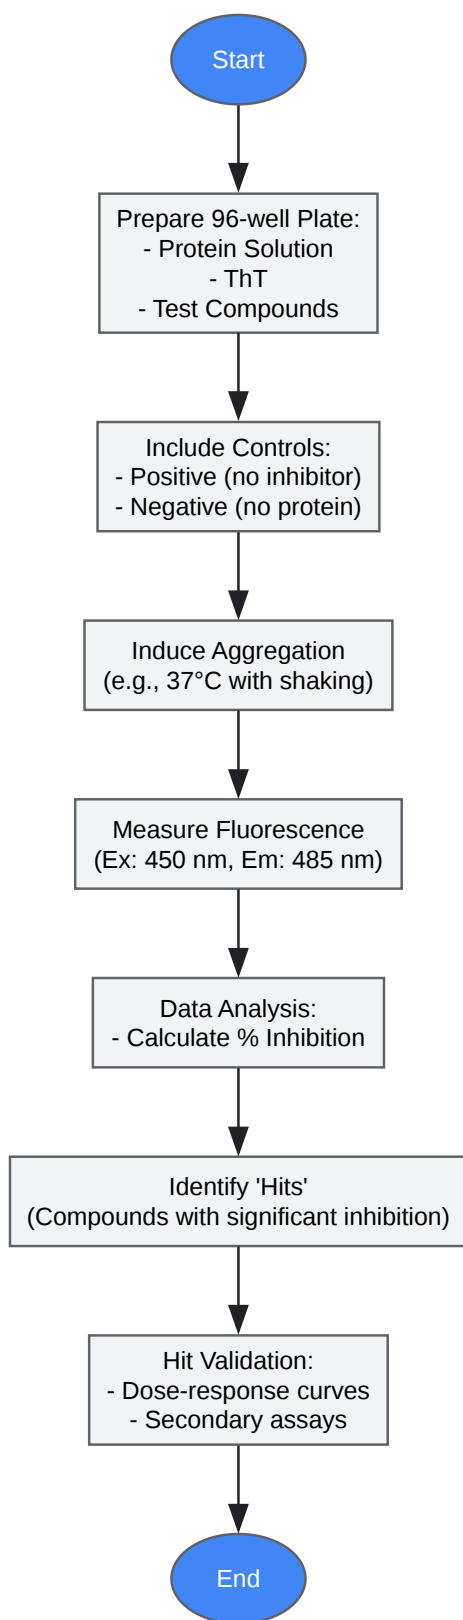 Start
Prepare 96-well Plate:
- Protein Solution
- ThT
- Test Compounds
Include Controls:
- Positive (no inhibitor)
- Negative (no protein)
Induce Aggregation
(e.g., 37°C with shaking)
Measure Fluorescence
(Ex: 450 nm, Em: 485 nm)
Data Analysis:
- Calculate % Inhibition
Identify 'Hits'
(Compounds with significant inhibition)
Hit Validation:
- Dose-response curves
- Secondary assays
End